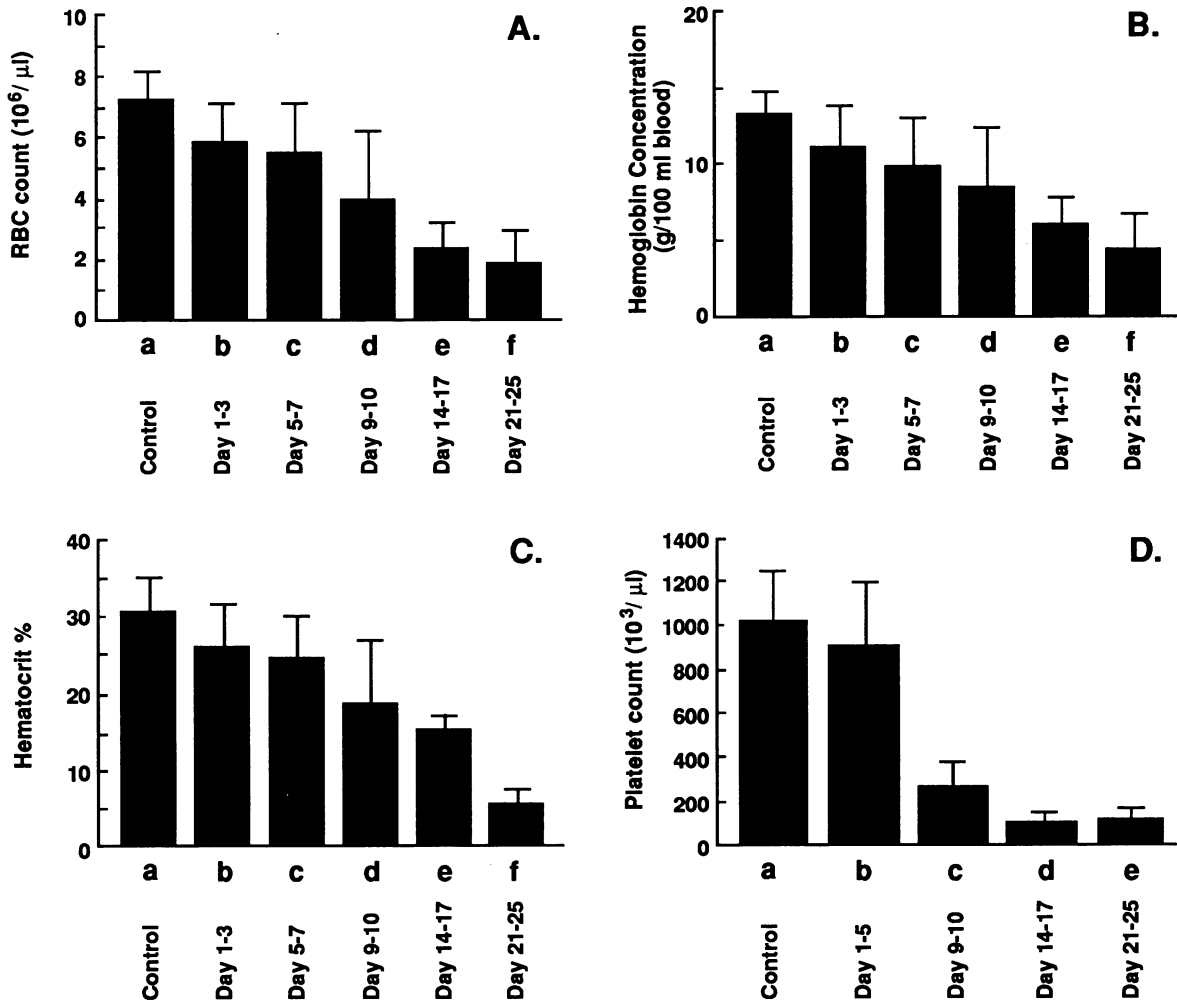 A.
RBC count (10⁶/ µl)
10
8
6
4
2
0
a b c d e f
Control Day 1-3 Day 5-7 Day 9-10 Day 14-17 Day 21-25
B.
Hemoglobin Concentration
(g/100 ml blood)
20
10
0
a b c d e f
Control Day 1-3 Day 5-7 Day 9-10 Day 14-17 Day 21-25
C.
Hematocrit %
40
30
20
10
0
a b c d e f
Control Day 1-3 Day 5-7 Day 9-10 Day 14-17 Day 21-25
D.
Platelet count (10³/ µl)
1400
1200
1000
800
600
400
200
0
a b c d e
Control Day 1-5 Day 9-10 Day 14-17 Day 21-25